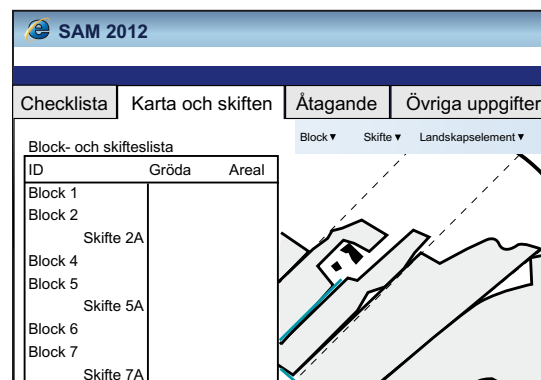 SAM 2012
Checklista Karta och skiften Åtagande Övriga uppgifter
Block▼ Skifte▼ Landskapselement▼
Block- och skifteslista
ID Gröda Areal
Block 1
Block 2
Skifte 2A
Block 4
Block 5
Skifte 5A
Block 6
Block 7
Skifte 7A